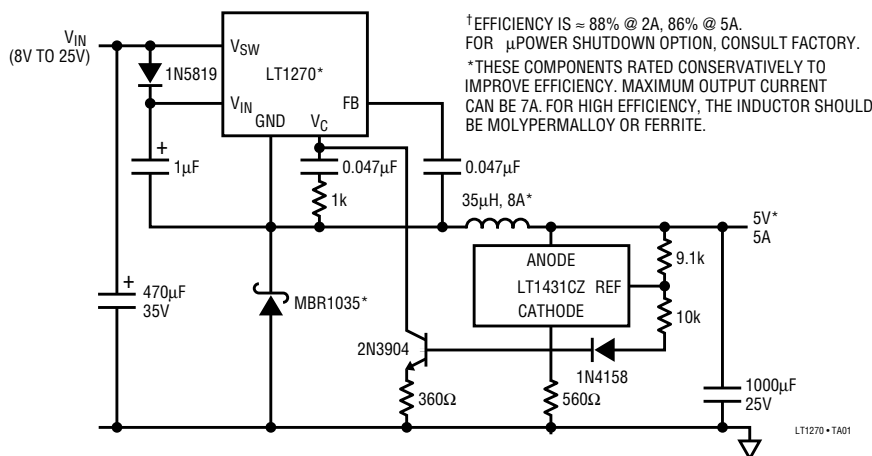 †EFFICIENCY IS ≈ 88% @ 2A, 86% @ 5A.
FOR μPOWER SHUTDOWN OPTION, CONSULT FACTORY.
*THESE COMPONENTS RATED CONSERVATIVELY TO
IMPROVE EFFICIENCY. MAXIMUM OUTPUT CURRENT
CAN BE 7A. FOR HIGH EFFICIENCY, THE INDUCTOR SHOULD
BE MOLYPERMALLOY OR FERRITE.
VIN
(8V TO 25V)
1N5819
VSW
LT1270*
VIN
FB
GND
VC
+
1μF
0.047μF
0.047μF
1k
35μH, 8A*
5V*
5A
ANODE
LT1431CZ REF
CATHODE
9.1k
10k
+
470μF
35V
MBR1035*
2N3904
1N4158
360Ω
560Ω
1000μF
25V
LT1270 • TA01